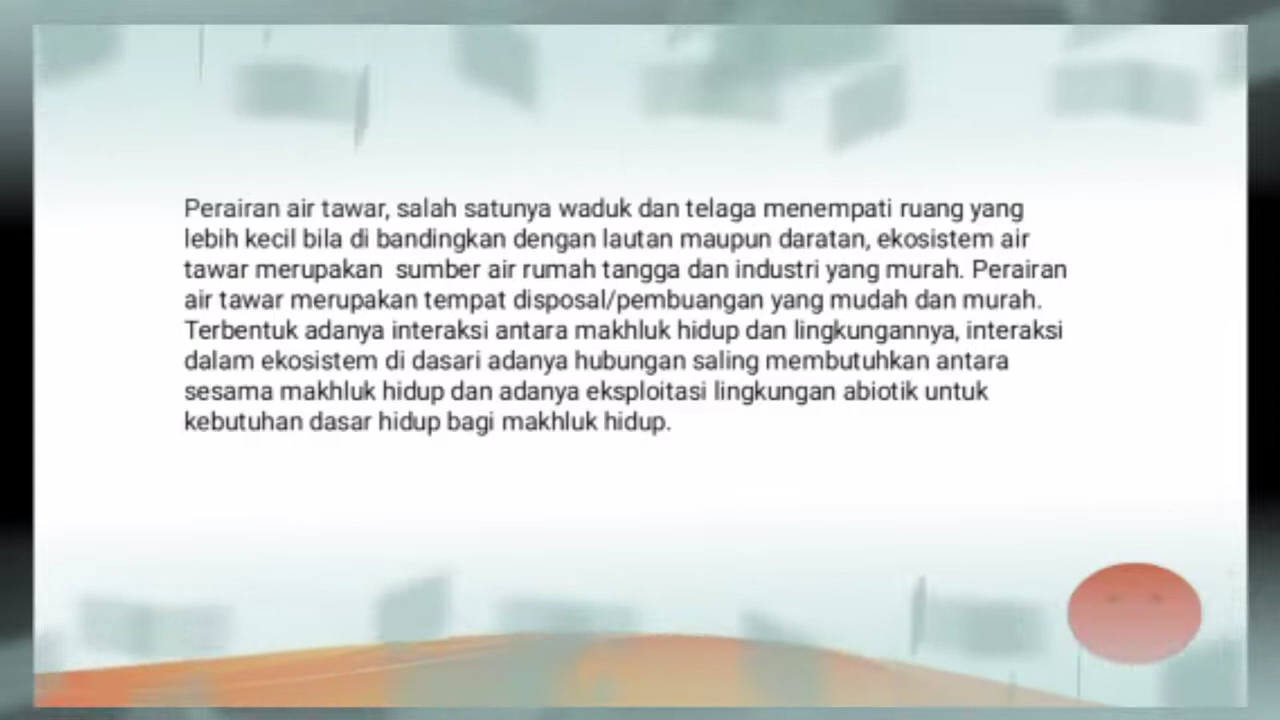 Perairan air tawar, salah satunya waduk dan telaga menempati ruang yang
lebih kecil bila di bandingkan dengan lautan maupun daratan, ekosistem air
tawar merupakan  sumber air rumah tangga dan industri yang murah. Perairan
air tawar merupakan tempat disposal/pembuangan yang mudah dan murah.
Terbentuk adanya interaksi antara makhluk hidup dan lingkungannya, interaksi
dalam ekosistem di dasari adanya hubungan saling membutuhkan antara
sesama makhluk hidup dan adanya eksploitasi lingkungan abiotik untuk
kebutuhan dasar hidup bagi makhluk hidup.